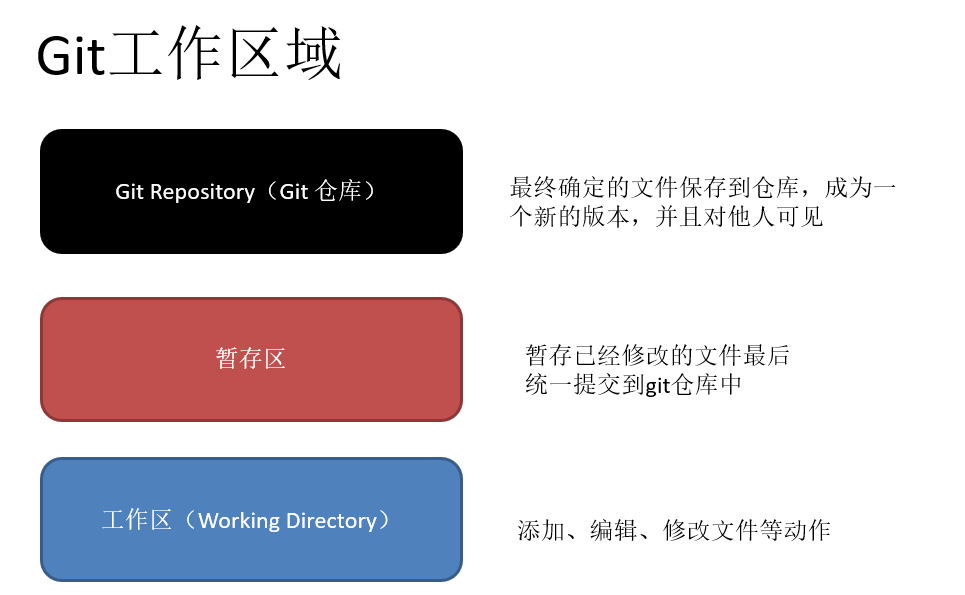 Git工作区域
Git Repository（Git 仓库）
最终确定的文件保存到仓库，成为一
个新的版本，并且对他人可见
暂存区
暂存已经修改的文件最后
统一提交到git仓库中
工作区（Working Directory）
添加、编辑、修改文件等动作